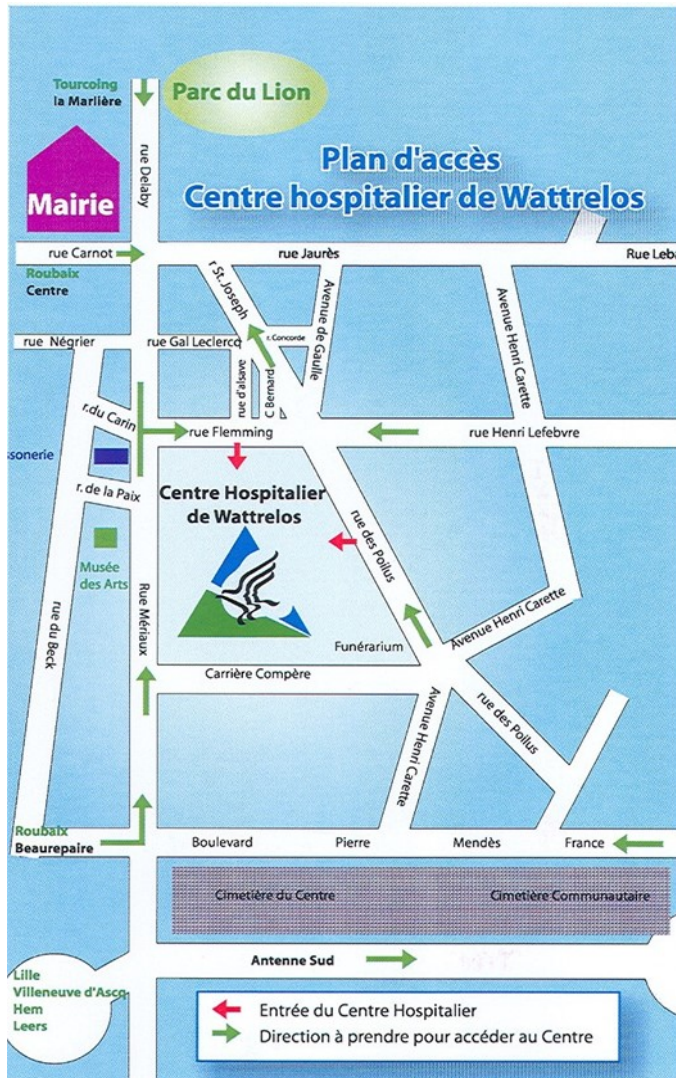 Tourcoing
la Marlière
Parc du Lion
rue Delaby
Mairie
Plan d'accès
Centre hospitalier de Wattrelos
rue Carnot
rue Jaurès
Rue Leba
Roubaix
Centre
r St. Joseph
Avenue de Gaulle
Avenue Henri Carette
rue Négrier
rue Gal Leclercq
r. Concorde
rue d'alsave
C Bernard
r.du Carin
rue Flemming
rue Henri Lefebvre
ssonerie
r. de la Paix
Centre Hospitalier
de Wattrelos
rue des Poilus
Musée
des Arts
rue du Beck
Rue Mériaux
Avenue Henri Carette
Funérarium
Carrière Compère
Avenue Henri Carette
rue des Poilus
Roubaix
Beaurepaire
Boulevard Pierre Mendès France
Cimetière du Centre
Cimetière Communautaire
Antenne Sud
Lille
Villeneuve d'Ascq
Hem
Leers
Entrée du Centre Hospitalier
Direction à prendre pour accéder au Centre